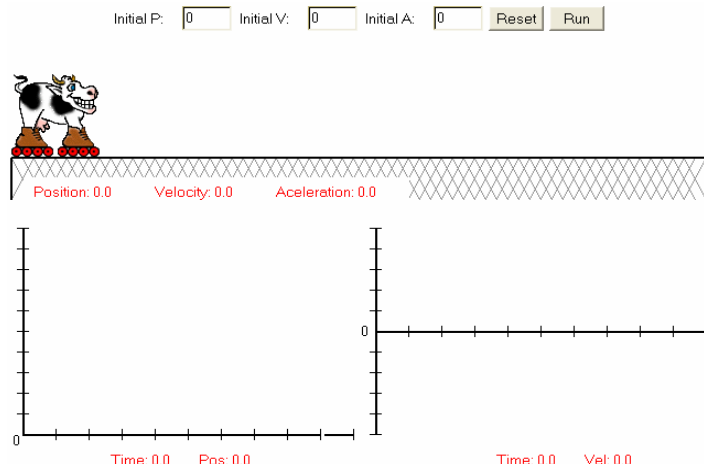 Initial P: 0 Initial V: 0 Initial A: 0 Reset Run
Position: 0.0 Velocity: 0.0 Aceleration: 0.0
0
0
Time: 0.0 Pos: 0.0 Time: 0.0 Vel: 0.0